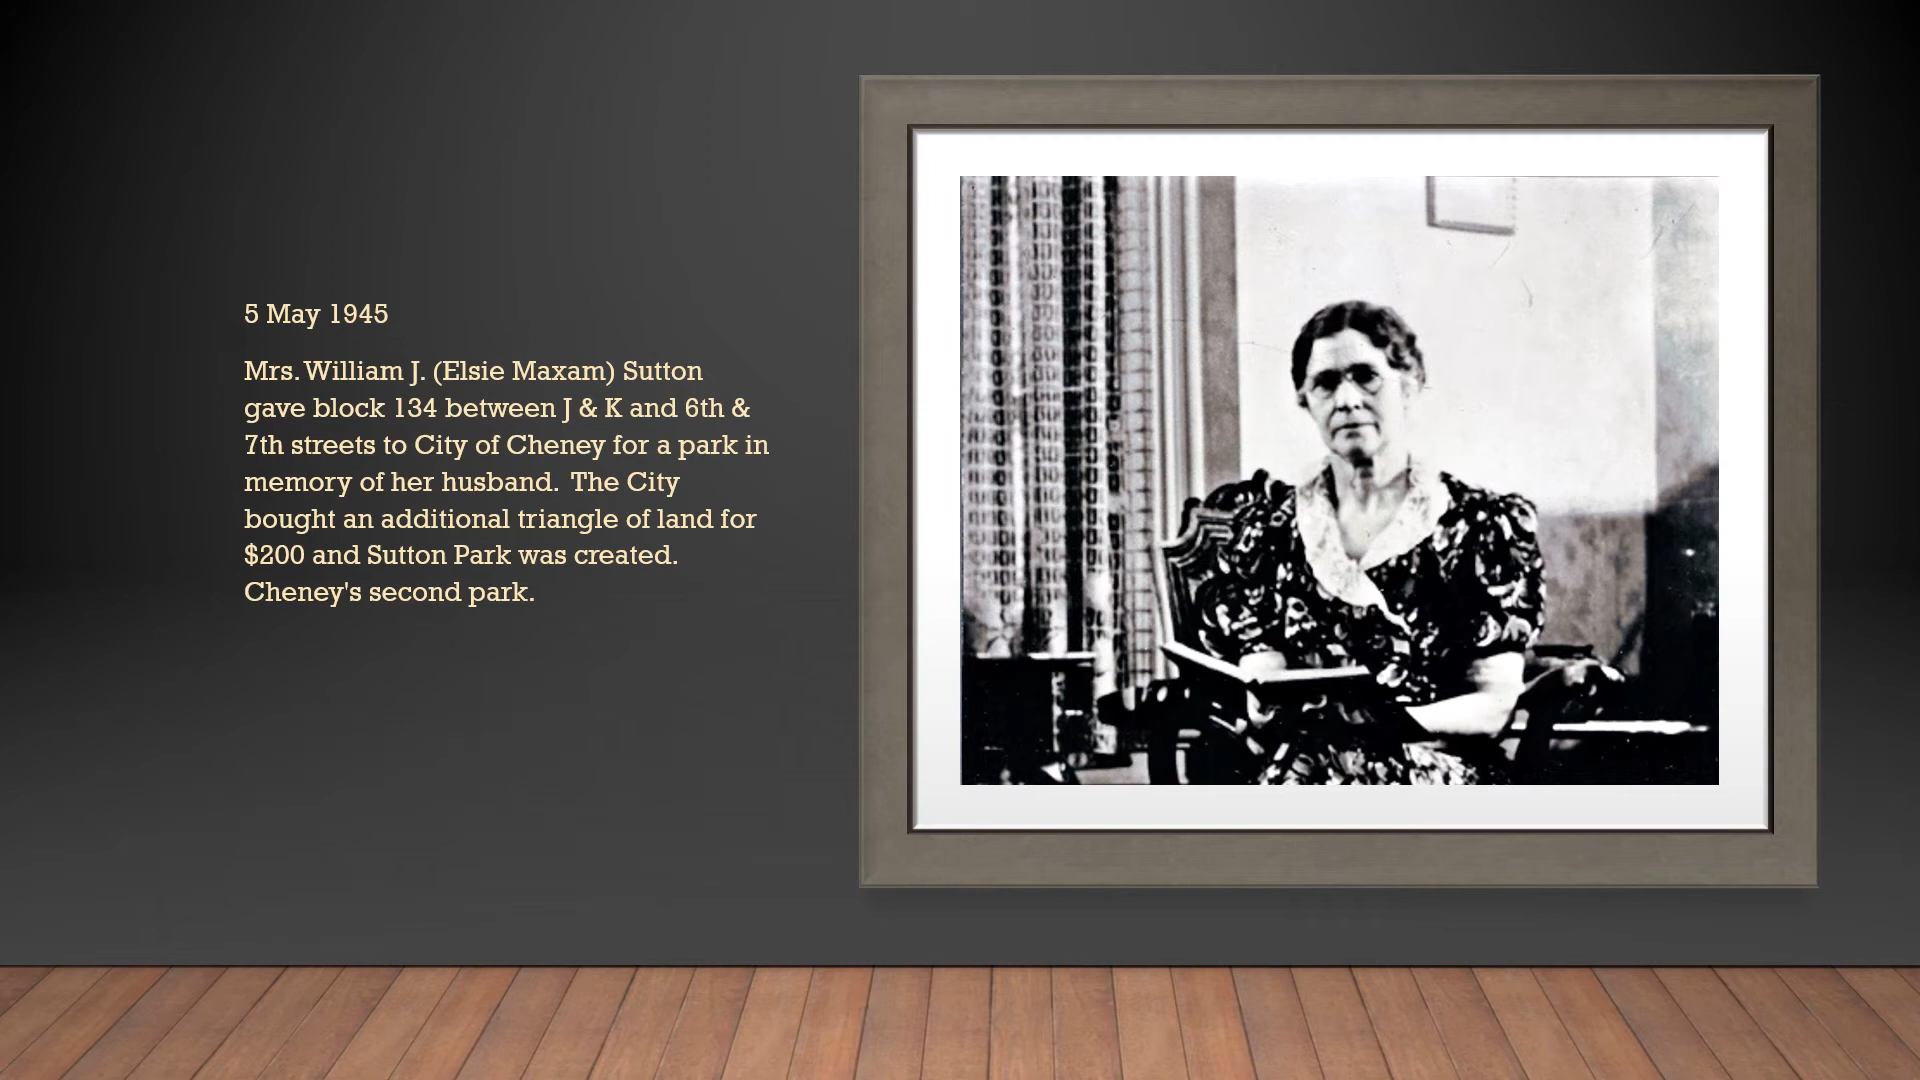 5 May 1945
Mrs. William J. (Elsie Maxam) Sutton
gave block 134 between J & K and 6th &
7th streets to City of Cheney for a park in
memory of her husband.  The City
bought an additional triangle of land for
$200 and Sutton Park was created.
Cheney's second park.